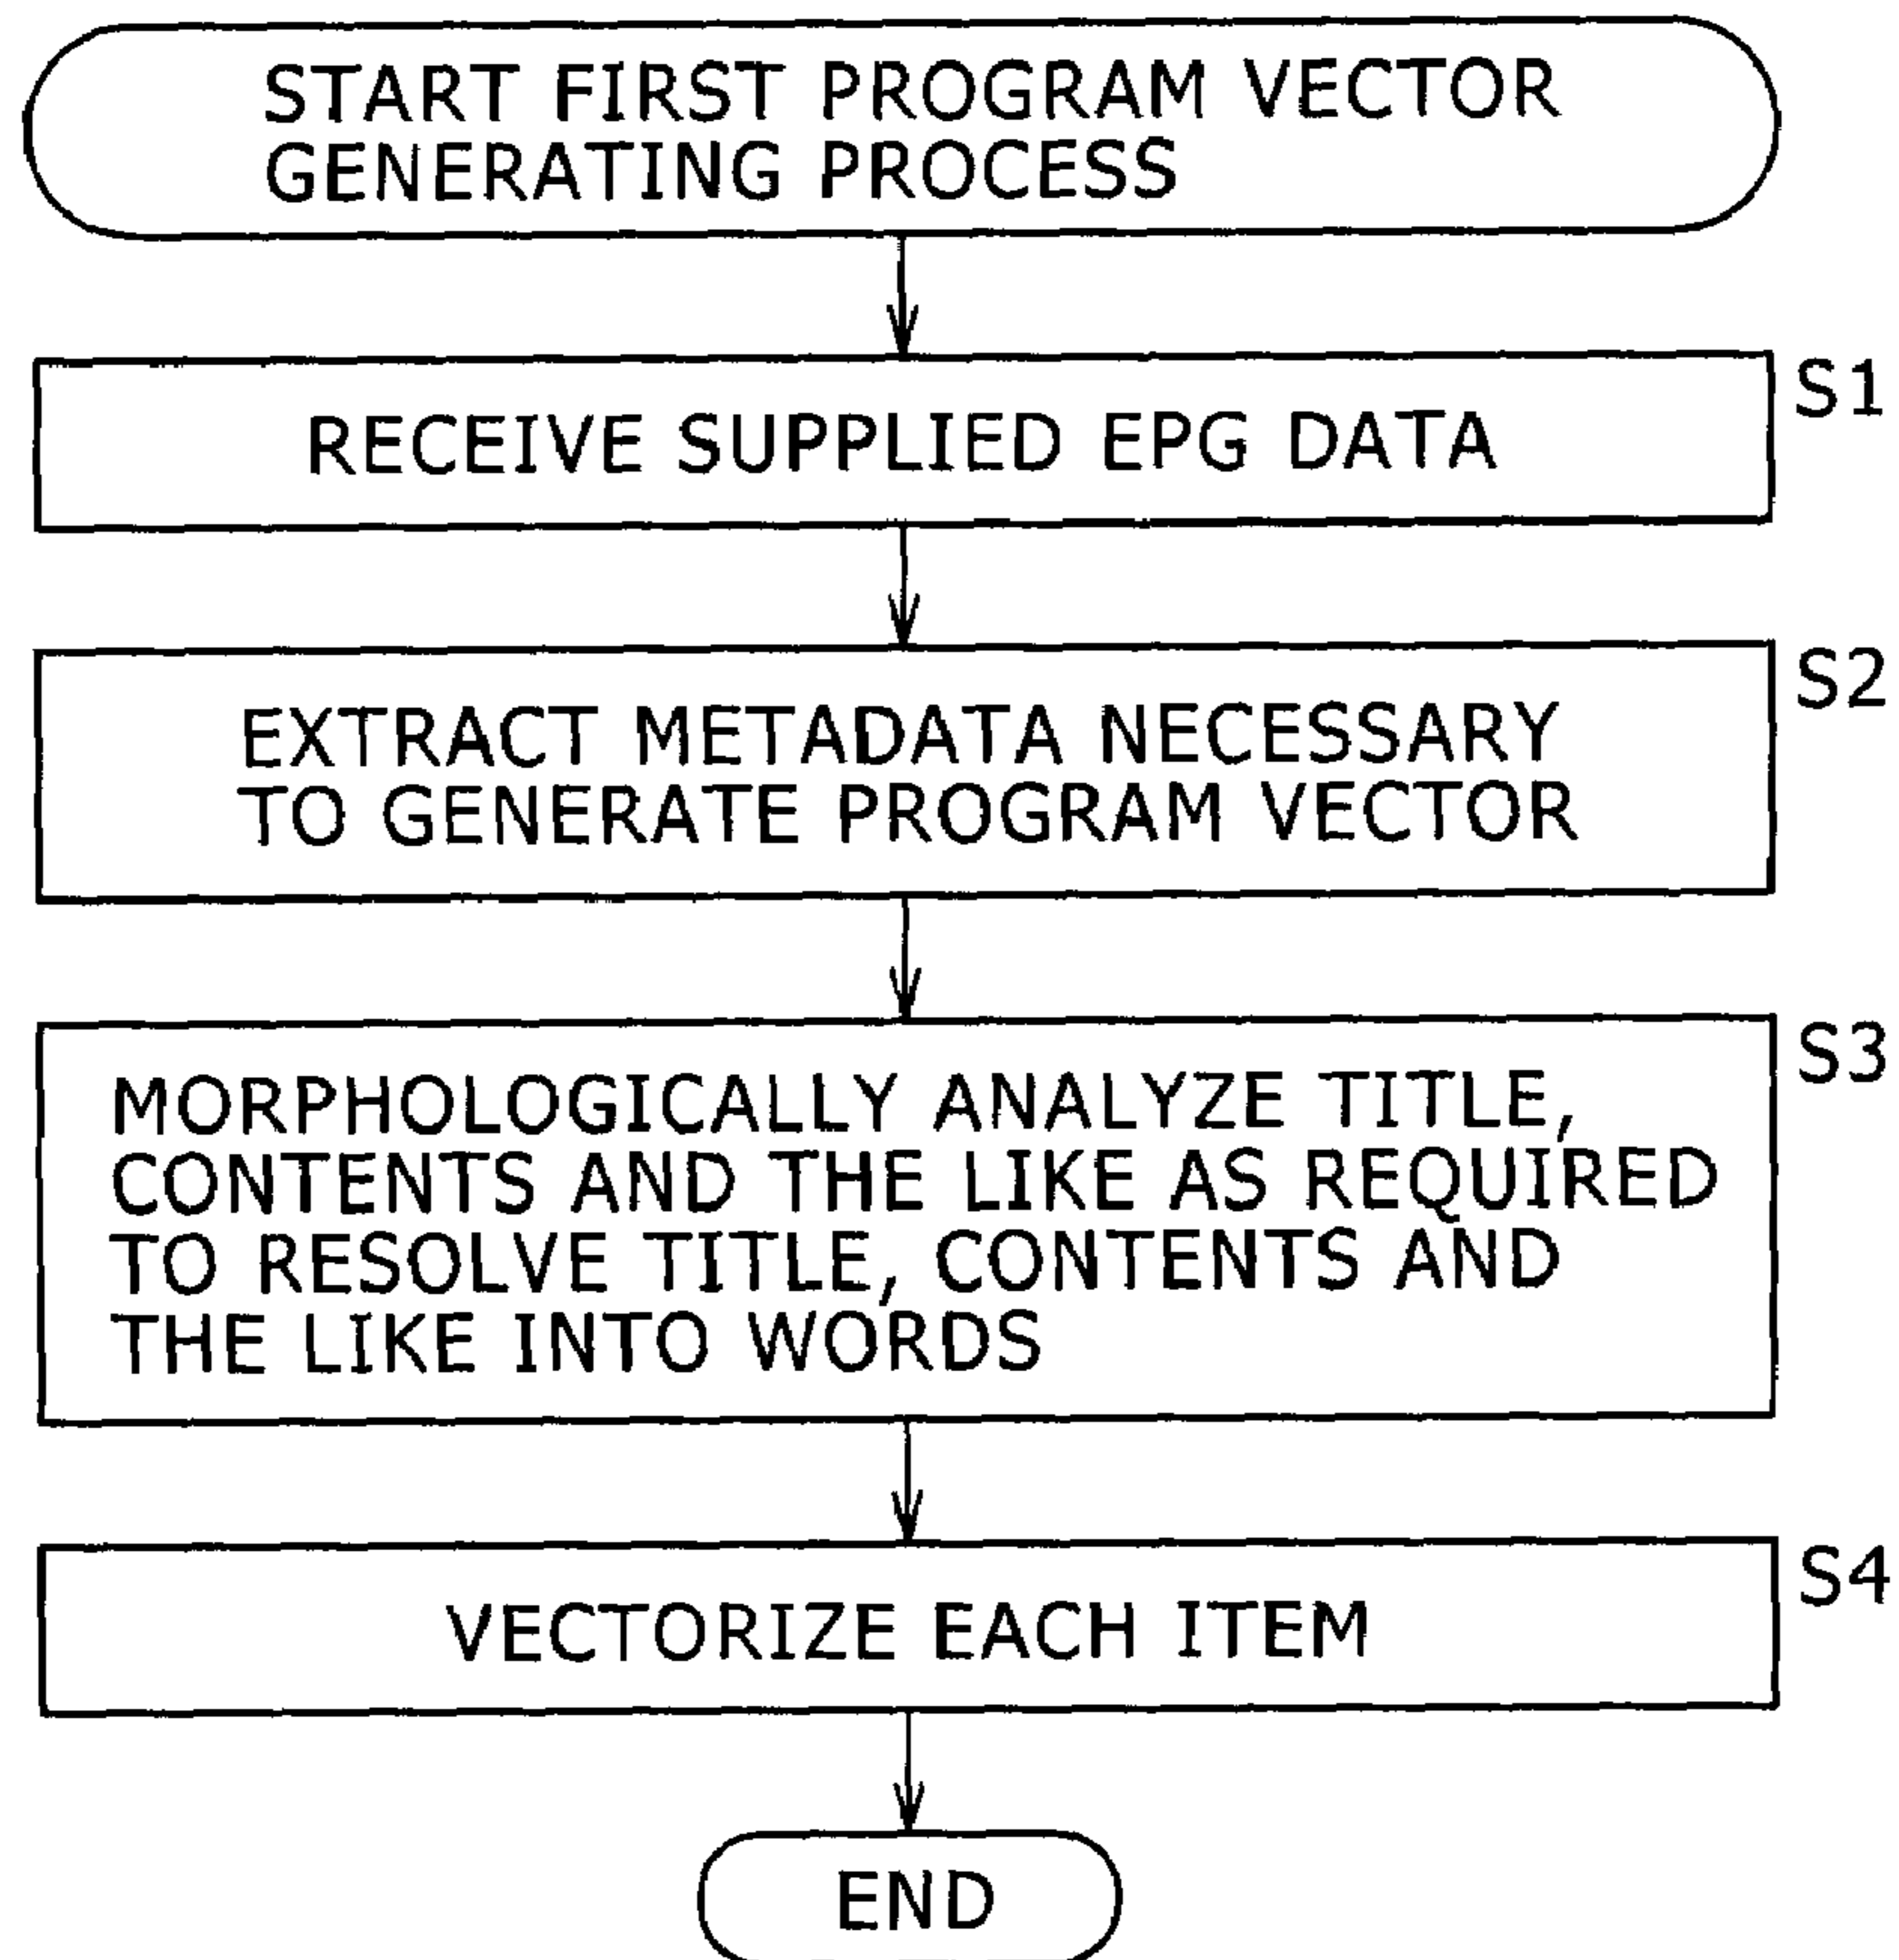 START FIRST PROGRAM VECTOR
GENERATING PROCESS
S1
RECEIVE SUPPLIED EPG DATA
S2
EXTRACT METADATA NECESSARY
TO GENERATE PROGRAM VECTOR
S3
MORPHOLOGICALLY ANALYZE TITLE,
CONTENTS AND THE LIKE AS REQUIRED
TO RESOLVE TITLE, CONTENTS AND
THE LIKE INTO WORDS
S4
VECTORIZE EACH ITEM
END